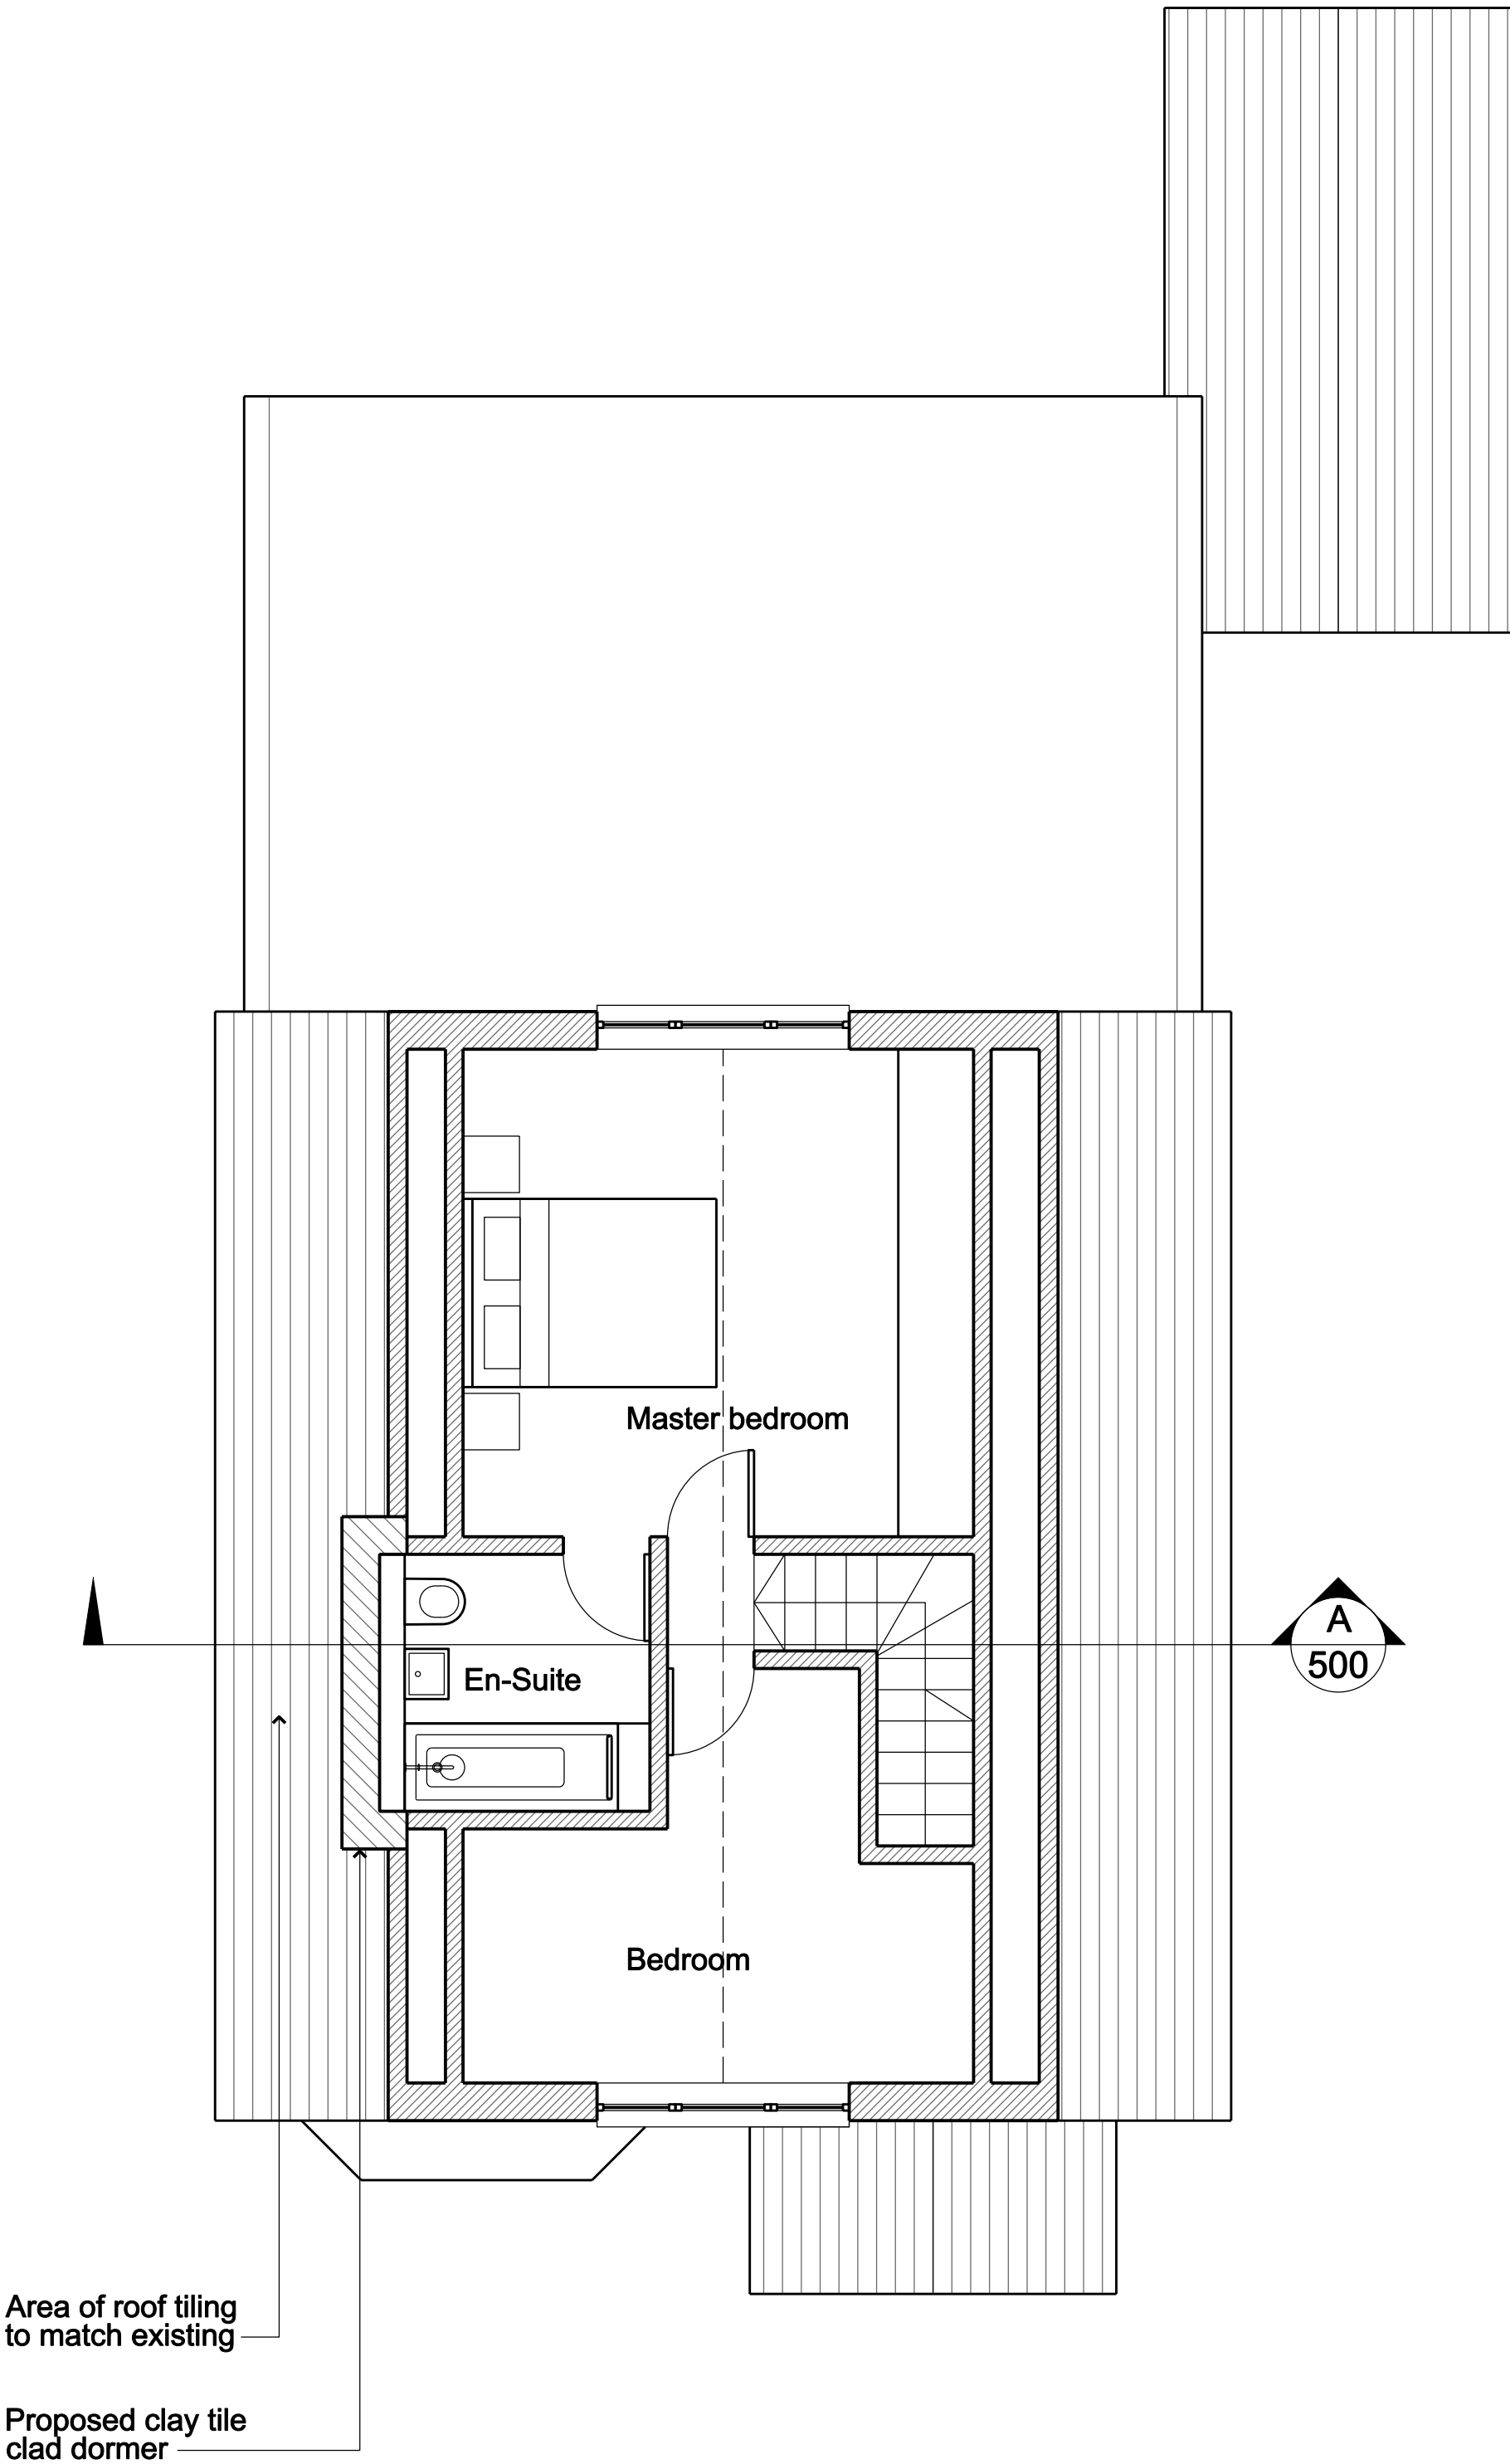 Master bedroom
A
500
En-Suite
Bedroom
Area of roof tiling
to match existing
Proposed clay tile
clad dormer